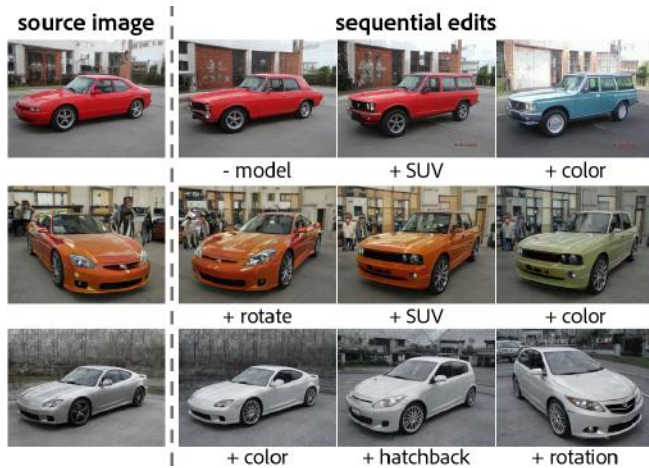 source image
sequential edits
- model
+ SUV
+ color
+ rotate
+ SUV
+ color
+ color
+ hatchback
+ rotation